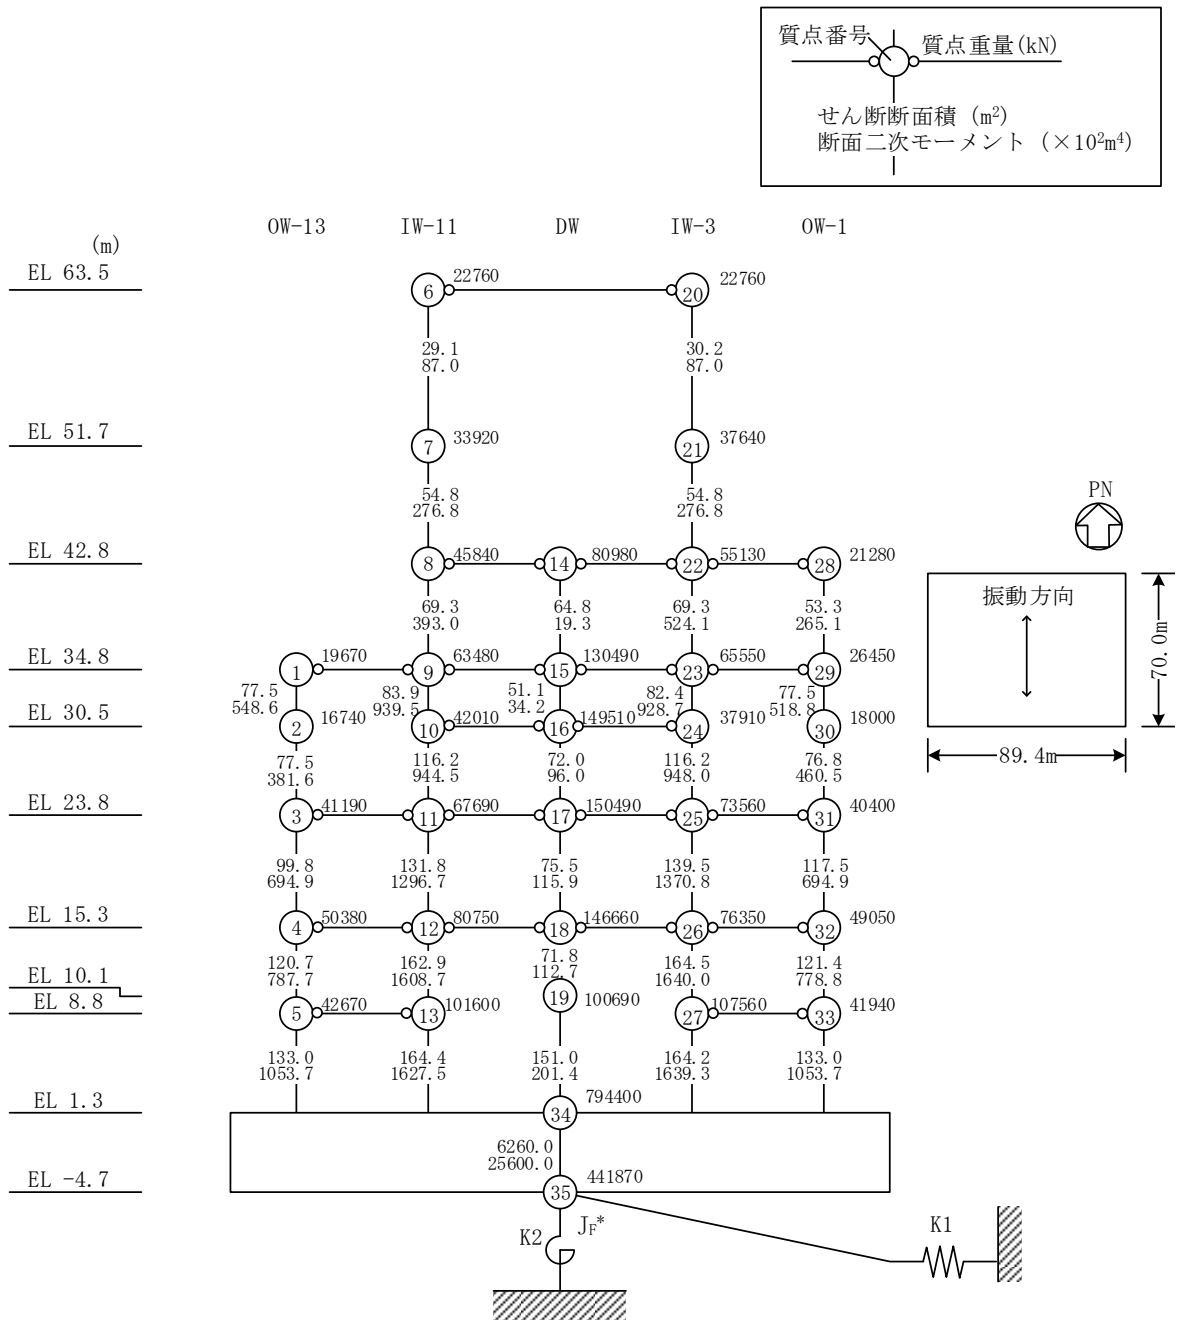 質点番号
質点重量(kN)
せん断断面積 (m²)
断面二次モーメント (×10²m⁴)
OW-13 IW-11 DW IW-3 OW-1
(m)
EL 63.5
6 22760 20 22760
29.1 30.2
87.0 87.0
EL 51.7
7 33920 21 37640
54.8 54.8
276.8 276.8
PN
EL 42.8
8 45840 14 80980 22 55130 28 21280
振動方向
69.3 64.8 69.3 53.3
393.0 19.3 524.1 265.1
70.0m
EL 34.8
1 19670 9 63480 15 130490 23 65550 29 26450
77.5 83.9 51.1 82.4 77.5
548.6 939.5 34.2 928.7 518.8
EL 30.5
2 16740 10 42010 16 149510 24 37910 30 18000
89.4m
77.5 116.2 72.0 116.2 76.8
381.6 944.5 96.0 948.0 460.5
EL 23.8
3 41190 11 67690 17 150490 25 73560 31 40400
99.8 131.8 75.5 139.5 117.5
694.9 1296.7 115.9 1370.8 694.9
EL 15.3
4 50380 12 80750 18 146660 26 76350 32 49050
120.7 162.9 71.8 164.5 121.4
787.7 1608.7 112.7 1640.0 778.8
EL 10.1
19 100690
EL 8.8
5 42670 13 101600 27 107560 33 41940
133.0 164.4 151.0 164.2 133.0
1053.7 1627.5 201.4 1639.3 1053.7
EL 1.3
34 794400
6260.0
25600.0
EL -4.7
35 441870
K2 J_F*
K1